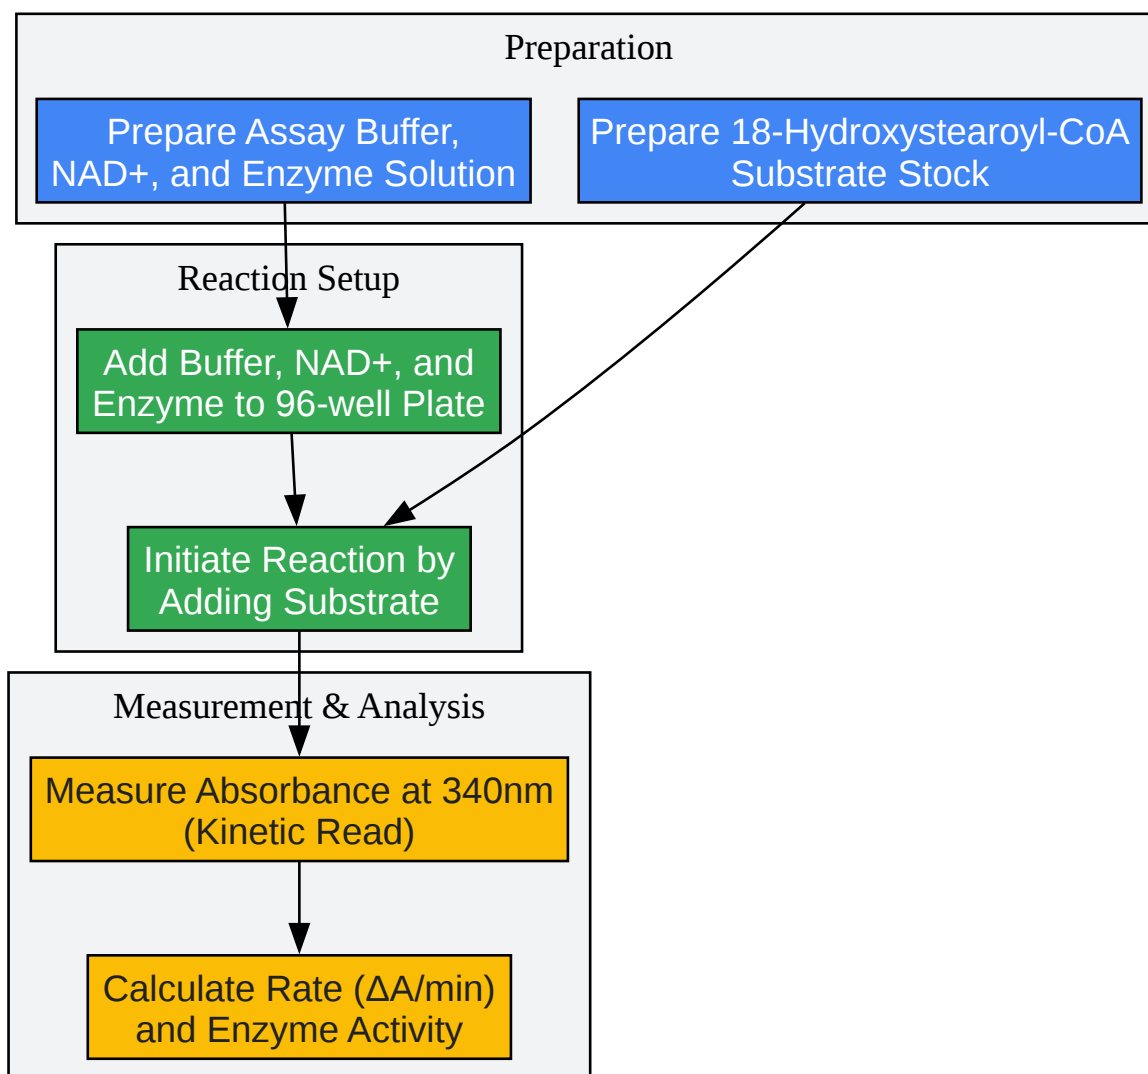 Preparation
Prepare Assay Buffer,
NAD+, and Enzyme Solution
Prepare 18-Hydroxystearoyl-CoA
Substrate Stock
Reaction Setup
Add Buffer, NAD+, and
Enzyme to 96-well Plate
Initiate Reaction by
Adding Substrate
Measurement & Analysis
Measure Absorbance at 340nm
(Kinetic Read)
Calculate Rate (ΔA/min)
and Enzyme Activity